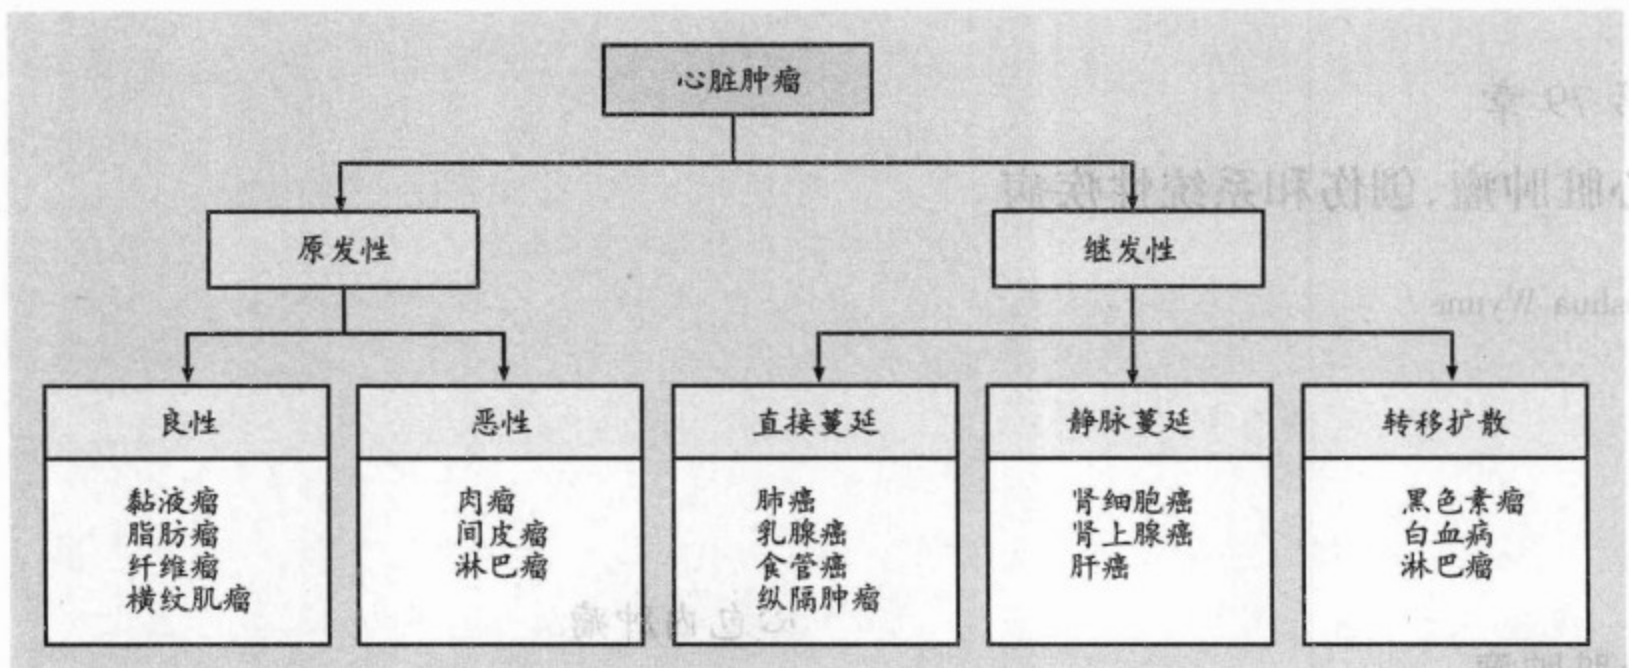 心脏肿瘤
原发性
继发性
良性
黏液瘤
脂肪瘤
纤维瘤
横纹肌瘤
恶性
肉瘤
间皮瘤
淋巴瘤
直接蔓延
肺癌
乳腺癌
食管癌
纵隔肿瘤
静脉蔓延
肾细胞癌
肾上腺癌
肝癌
转移扩散
黑色素瘤
白血病
淋巴瘤